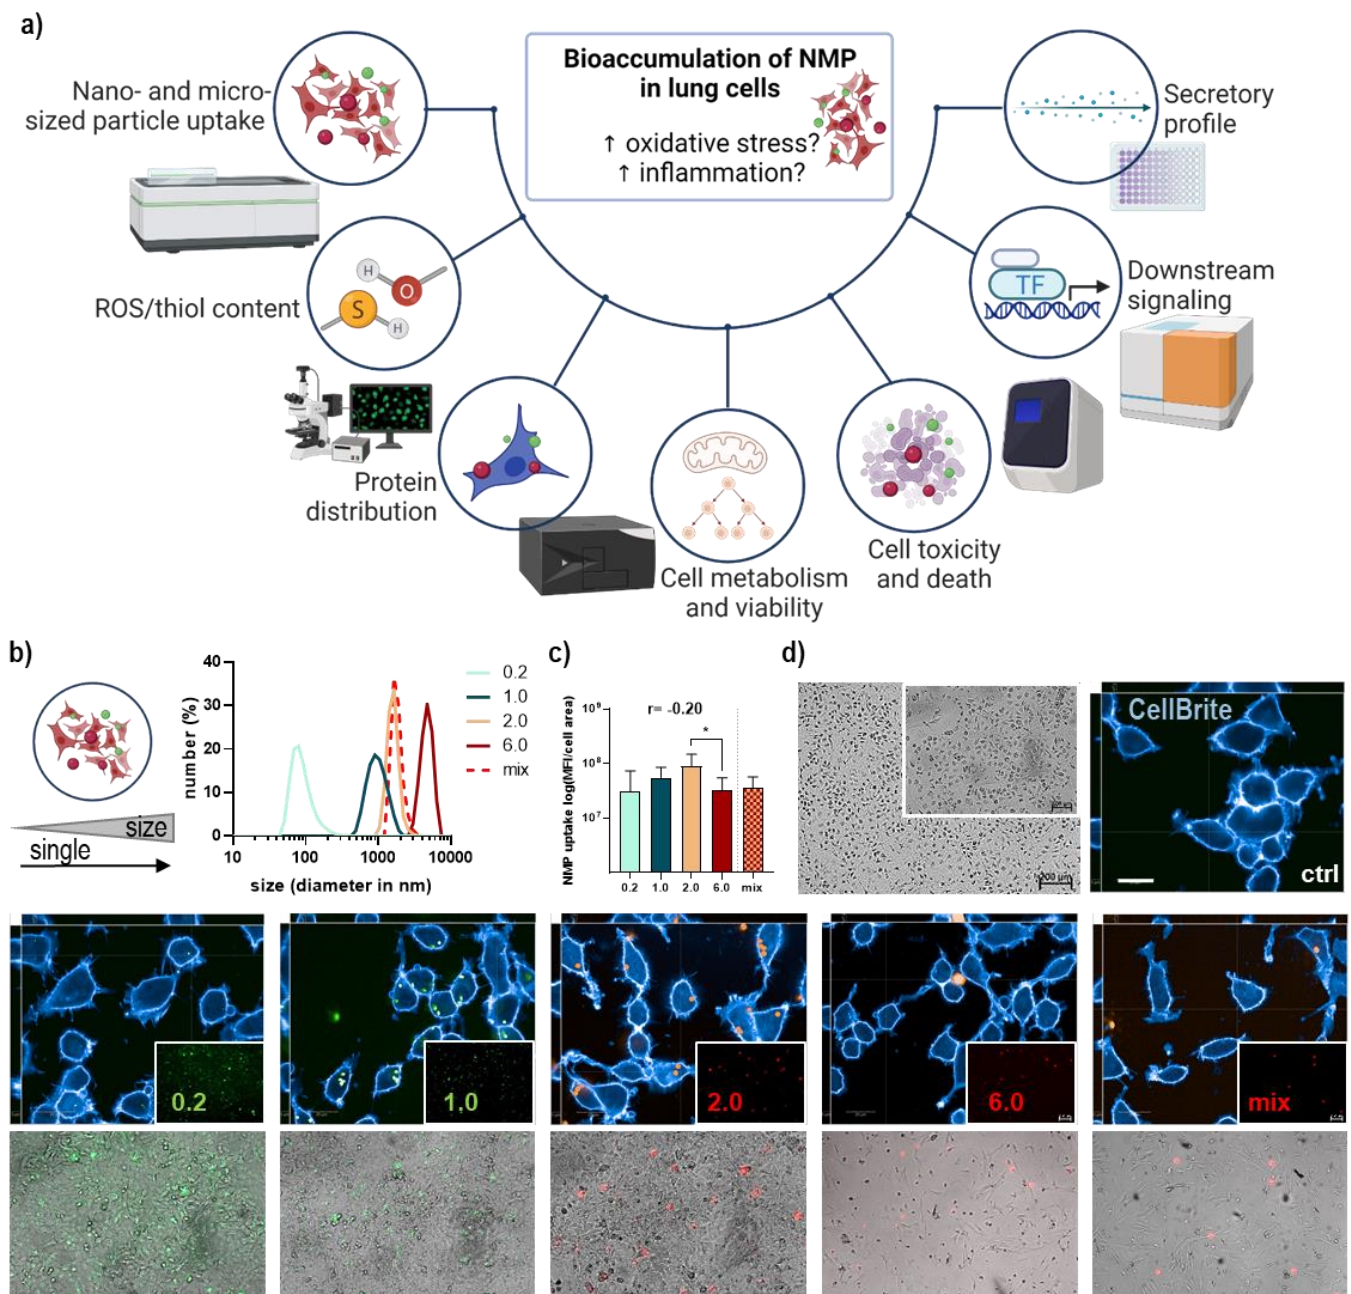 a)
Bioaccumulation of NMP
in lung cells
↑ oxidative stress?
↑ inflammation?
Nano- and micro-
sized particle uptake
Secretory
profile
H
O
S
H
ROS/thiol content
TF
Downstream
signaling
Protein
distribution
Cell metabolism
and viability
Cell toxicity
and death
b)
size
single
number (%)
40
30
20
10
0
10
100
1000
10000
size (diameter in nm)
0.2
1.0
2.0
6.0
mix
c)
NMP uptake log(MFI/cell area)
r= -0.20
*
10⁹
10⁸
10⁷
0.2
1.0
2.0
6.0
mix
d)
200 µm
CellBrite
ctrl
0.2
1.0
2.0
6.0
mix